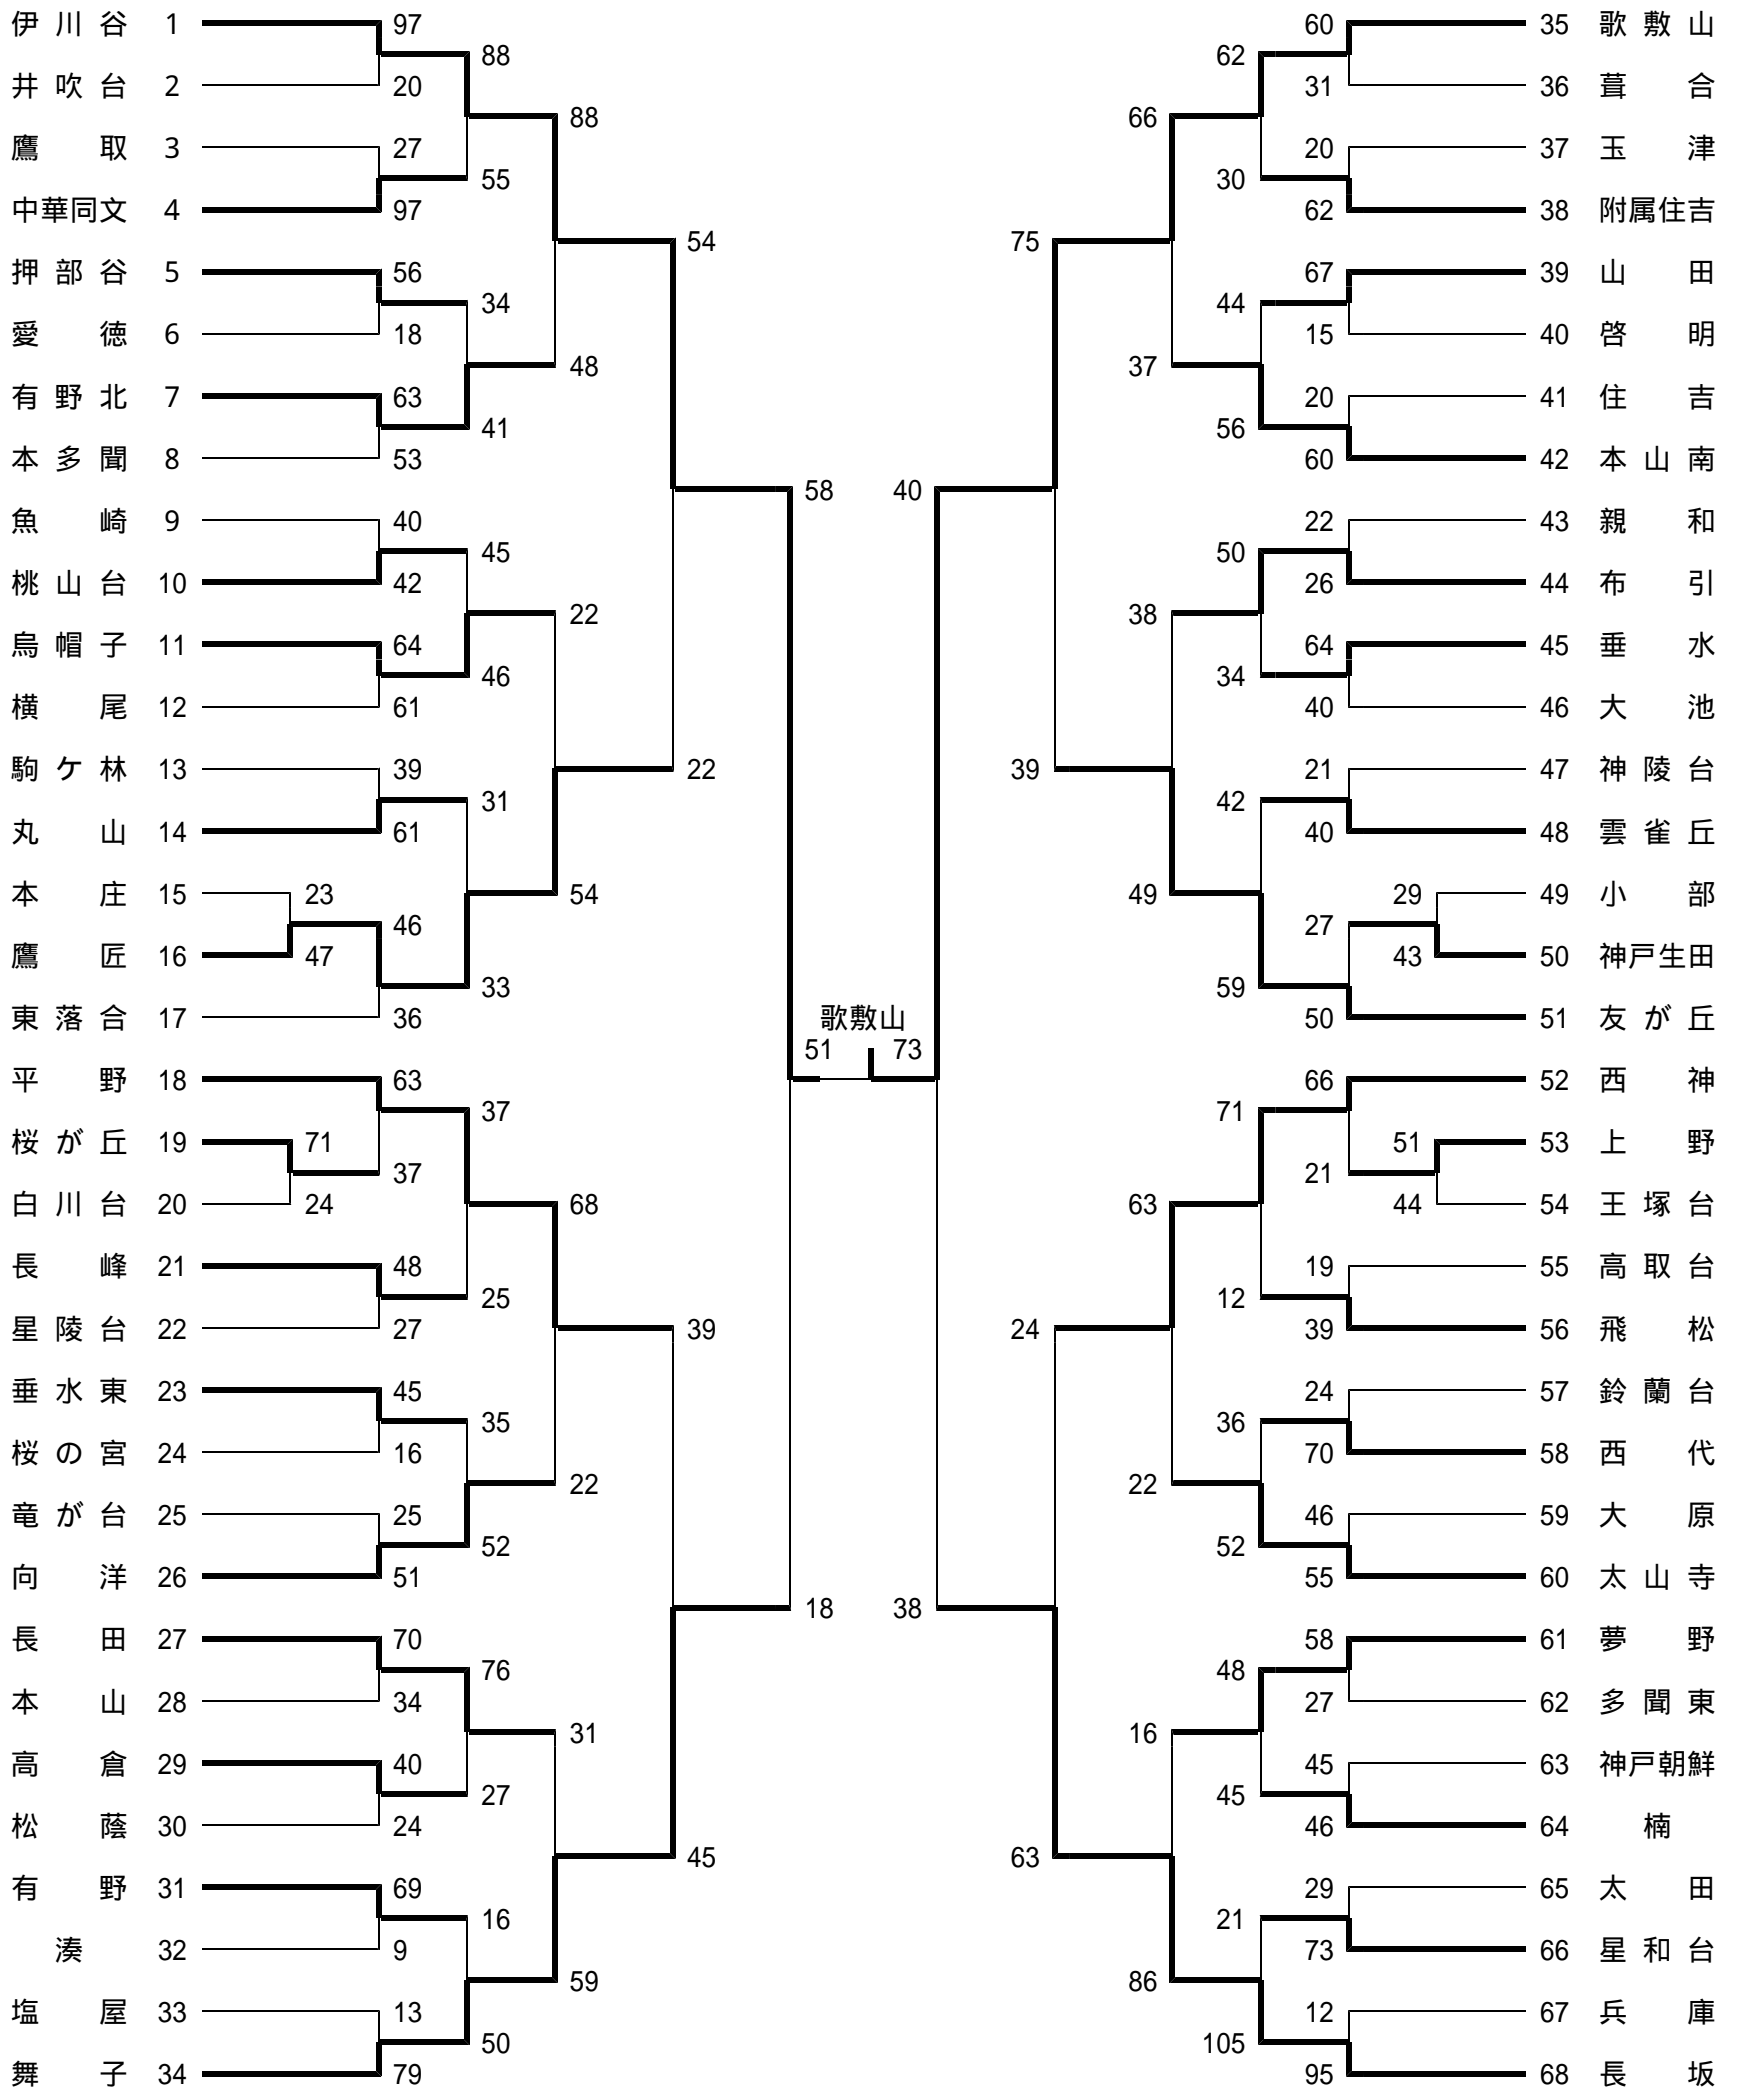 伊川谷 1 97 60 35 歌敷山
88 62
井吹台 2 20 31 36 葺合
88 66
鷹取 3 27 20 37 玉津
55 30
中華同文 4 97 62 38 附属住吉
54 75
押部谷 5 56 67 39 山田
34 44
愛徳 6 18 15 40 啓明
48 37
有野北 7 63 20 41 住吉
41 56
本多聞 8 53 60 42 本山南
58 40
魚崎 9 40 22 43 親和
45 50
桃山台 10 42 26 44 布引
22 38
烏帽子 11 64 64 45 垂水
46 34
横尾 12 61 40 46 大池
駒ケ林 13 39 22 39 21 47 神陵台
31 42
丸山 14 61 40 48 雲雀丘
本庄 15 23 54 49 29 49 小部
46 27
鷹匠 16 47 43 50 神戸生田
33 59
東落合 17 36 歌敷山 50 51 友が丘
51 73
平野 18 63 66 52 西神
37 71
桜が丘 19 71 51 53 上野
37 21
白川台 20 24 68 63 44 54 王塚台
長峰 21 48 19 55 高取台
25 12
星陵台 22 27 39 24 39 56 飛松
垂水東 23 45 24 57 鈴蘭台
35 36
桜の宮 24 16 70 58 西代
22 22
竜が台 25 25 46 59 大原
52 52
向洋 26 51 55 60 太山寺
18 38
長田 27 70 58 61 夢野
76 48
本山 28 34 27 62 多聞東
31 16
高倉 29 40 45 63 神戸朝鮮
27 45
松蔭 30 24 46 64 楠
45 63
有野 31 69 29 65 太田
16 21
湊 32 9 73 66 星和台
59 86
塩屋 33 13 12 67 兵庫
50 105
舞子 34 79 95 68 長坂